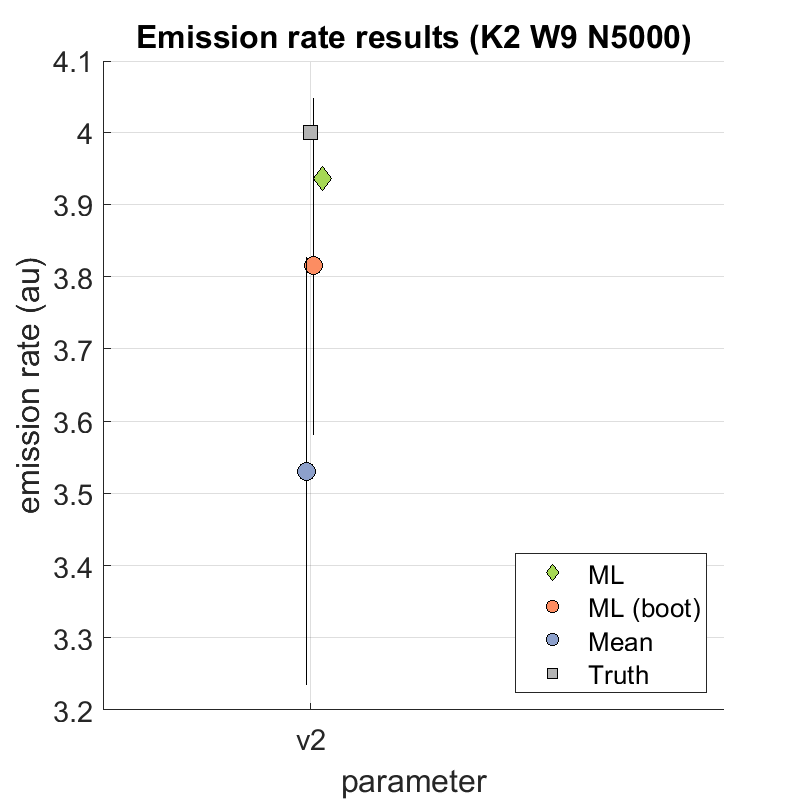 Emission rate results (K2 W9 N5000)
4.1
4
3.9
3.8
3.7
3.6
3.5
3.4
3.3
3.2
emission rate (au)
ML
ML (boot)
Mean
Truth
v2
parameter